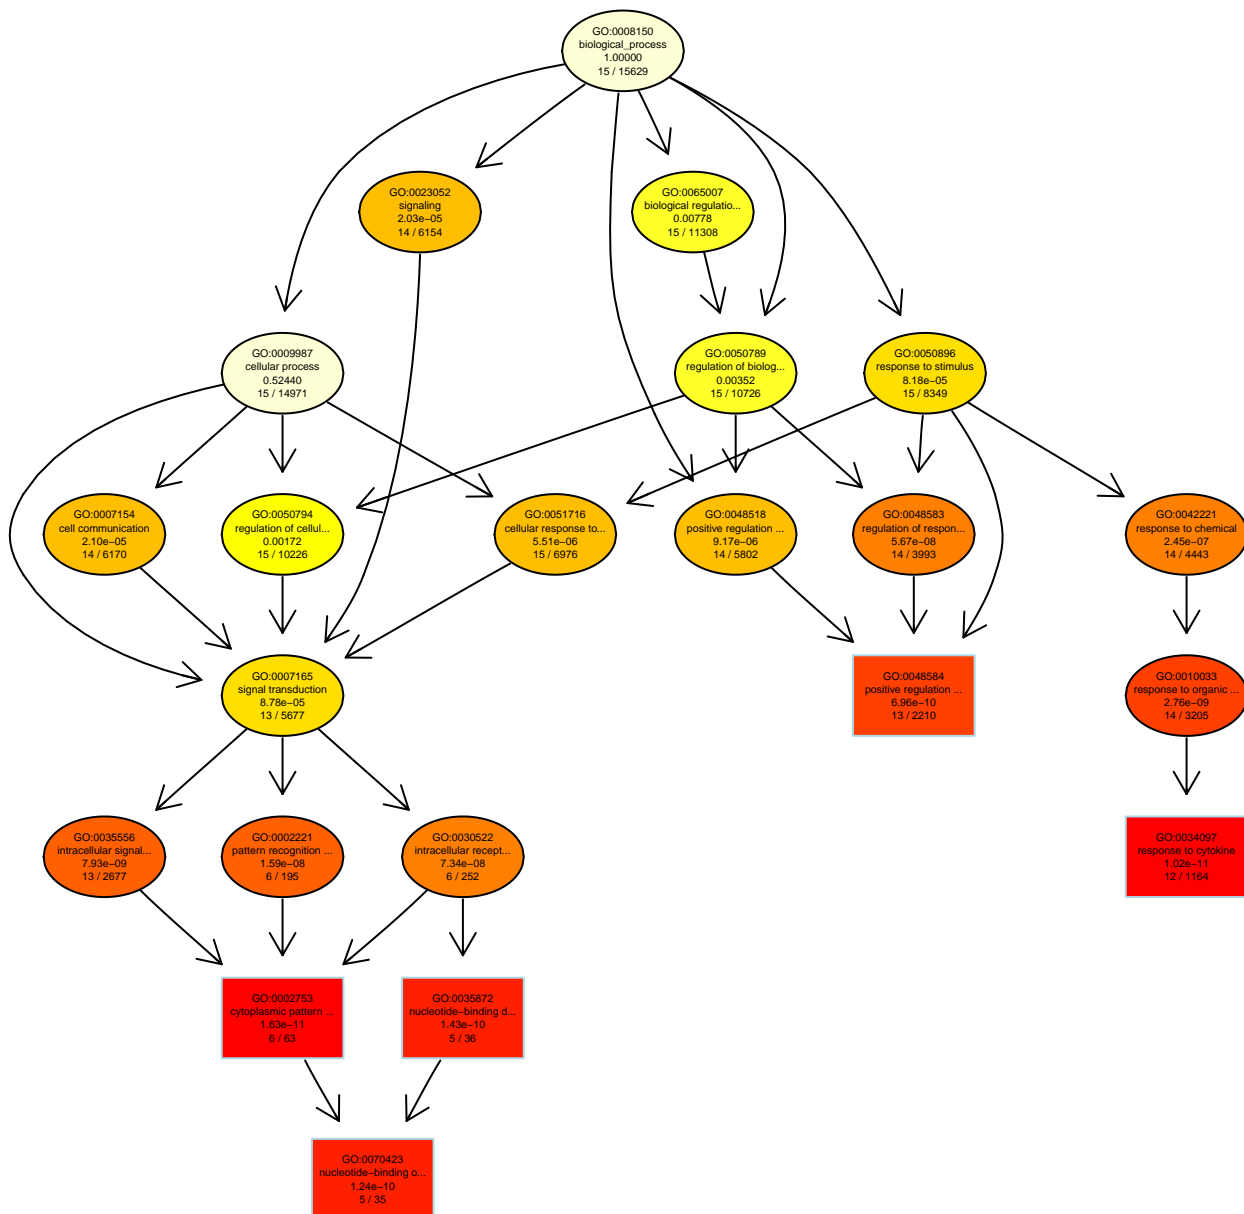 GO:0008150
biological_process
1.00000
15 / 15629
GO:0023052
signaling
2.03e−05
14 / 6154
GO:0065007
biological regulatio...
0.00778
15 / 11308
GO:0009987
cellular process
0.52440
15 / 14971
GO:0050789
regulation of biolog...
0.00352
15 / 10726
GO:0050896
response to stimulus
8.18e−05
15 / 8349
GO:0007154
cell communication
2.10e−05
14 / 6170
GO:0050794
regulation of cellul...
0.00172
15 / 10226
GO:0051716
cellular response to...
5.51e−06
15 / 6976
GO:0048518
positive regulation ...
9.17e−06
14 / 5802
GO:0048583
regulation of respon...
5.67e−08
14 / 3993
GO:0042221
response to chemical
2.45e−07
14 / 4443
GO:0007165
signal transduction
8.78e−05
13 / 5677
GO:0048584
positive regulation ...
6.96e−10
13 / 2210
GO:0010033
response to organic ...
2.76e−09
14 / 3205
GO:0035556
intracellular signal...
7.93e−09
13 / 2677
GO:0002221
pattern recognition ...
1.59e−08
6 / 195
GO:0030522
intracellular recept...
7.34e−08
6 / 252
GO:0034097
response to cytokine
1.02e−11
12 / 1164
GO:0002753
cytoplasmic pattern ...
1.63e−11
6 / 63
GO:0035872
nucleotide−binding d...
1.43e−10
5 / 36
GO:0070423
nucleotide−binding o...
1.24e−10
5 / 35